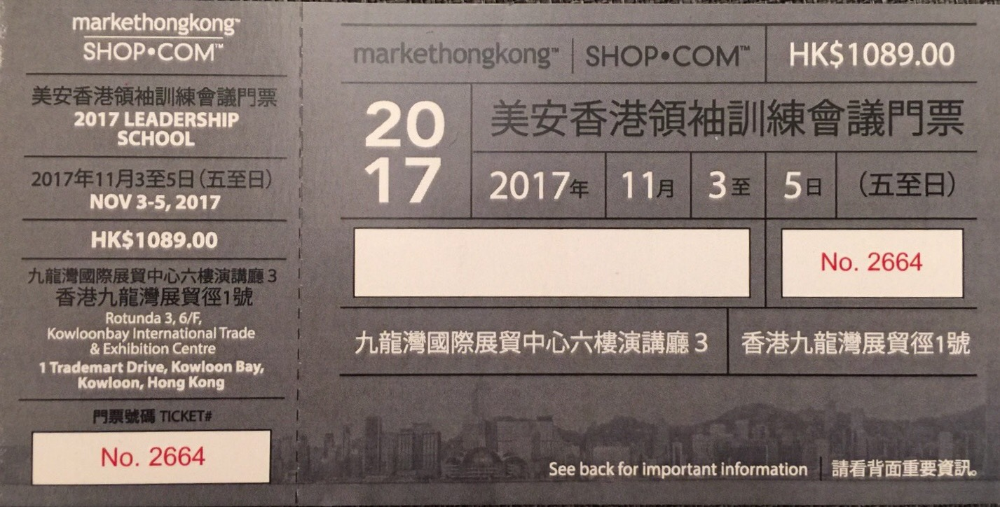 markethongkong™
SHOP•COM™
美安香港領袖訓練會議門票
2017 LEADERSHIP
SCHOOL
2017年11月3至5日(五至日)
NOV 3-5, 2017
HK$1089.00
九龍灣國際展貿中心六樓演講廳 3
香港九龍灣展貿徑1號
Rotunda 3, 6/F,
Kowloonbay International Trade
& Exhibition Centre
1 Trademart Drive, Kowloon Bay,
Kowloon, Hong Kong
門票號碼 TICKET#
No. 2664
markethongkong™ | SHOP•COM™ HK$1089.00
20
17
美安香港領袖訓練會議門票
2017年 11月 3至 5日 (五至日)
No. 2664
九龍灣國際展貿中心六樓演講廳 3 香港九龍灣展貿徑1號
See back for important information | 請看背面重要資訊。